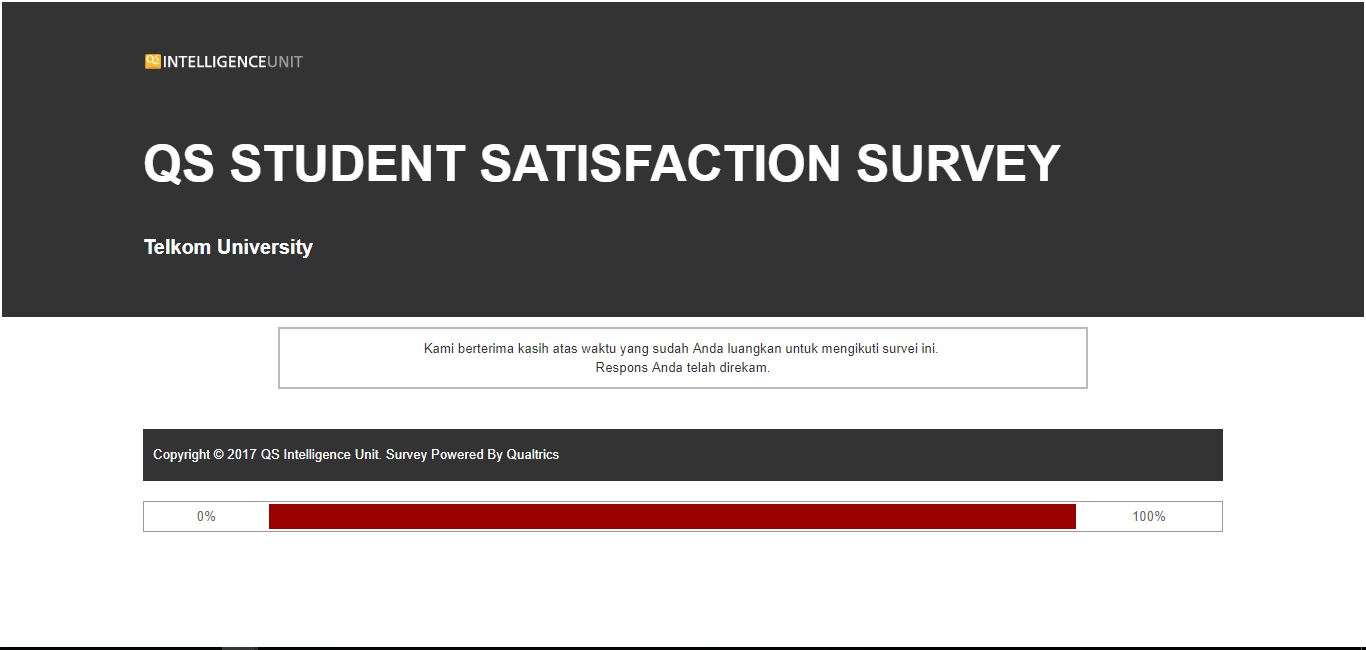 QS INTELLIGENCEUNIT
QS STUDENT SATISFACTION SURVEY
Telkom University
Kami berterima kasih atas waktu yang sudah Anda luangkan untuk mengikuti survei ini.
Respons Anda telah direkam.
Copyright © 2017 QS Intelligence Unit. Survey Powered By Qualtrics
0% 100%